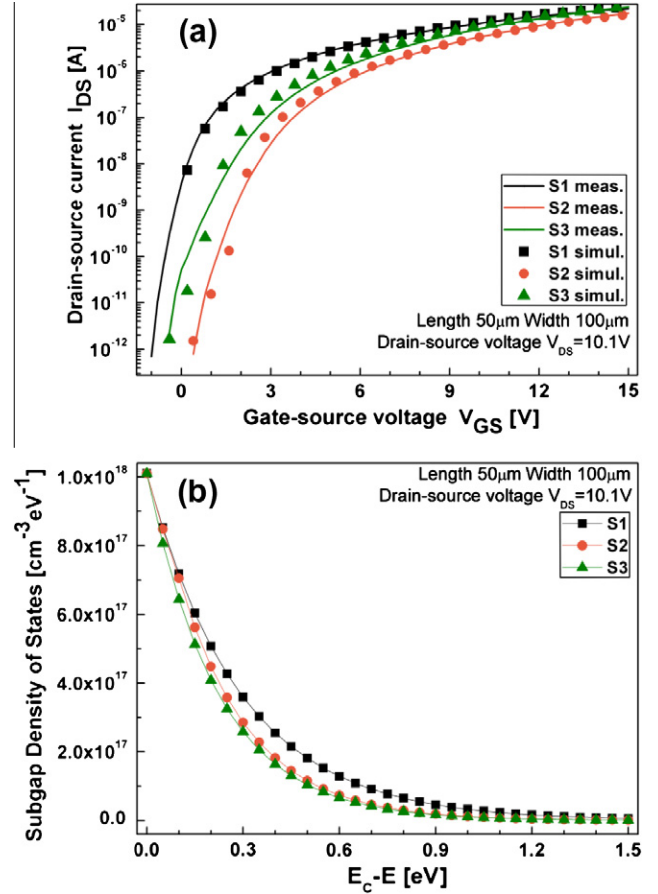 (a)
Drain-source current I_DS [A]
10^-5
10^-6
10^-7
10^-8
10^-9
10^-10
10^-11
10^-12
S1 meas.
S2 meas.
S3 meas.
S1 simul.
S2 simul.
S3 simul.
Length 50μm Width 100μm
Drain-source voltage V_DS=10.1V
0 3 6 9 12 15
Gate-source voltage V_GS [V]
(b)
Length 50μm Width 100μm
Drain-source voltage V_DS=10.1V
S1
S2
S3
Subgap Density of States [cm^-3 eV^-1]
1.0x10^18
8.0x10^17
6.0x10^17
4.0x10^17
2.0x10^17
0.0
0.0 0.3 0.6 0.9 1.2 1.5
E_C-E [eV]